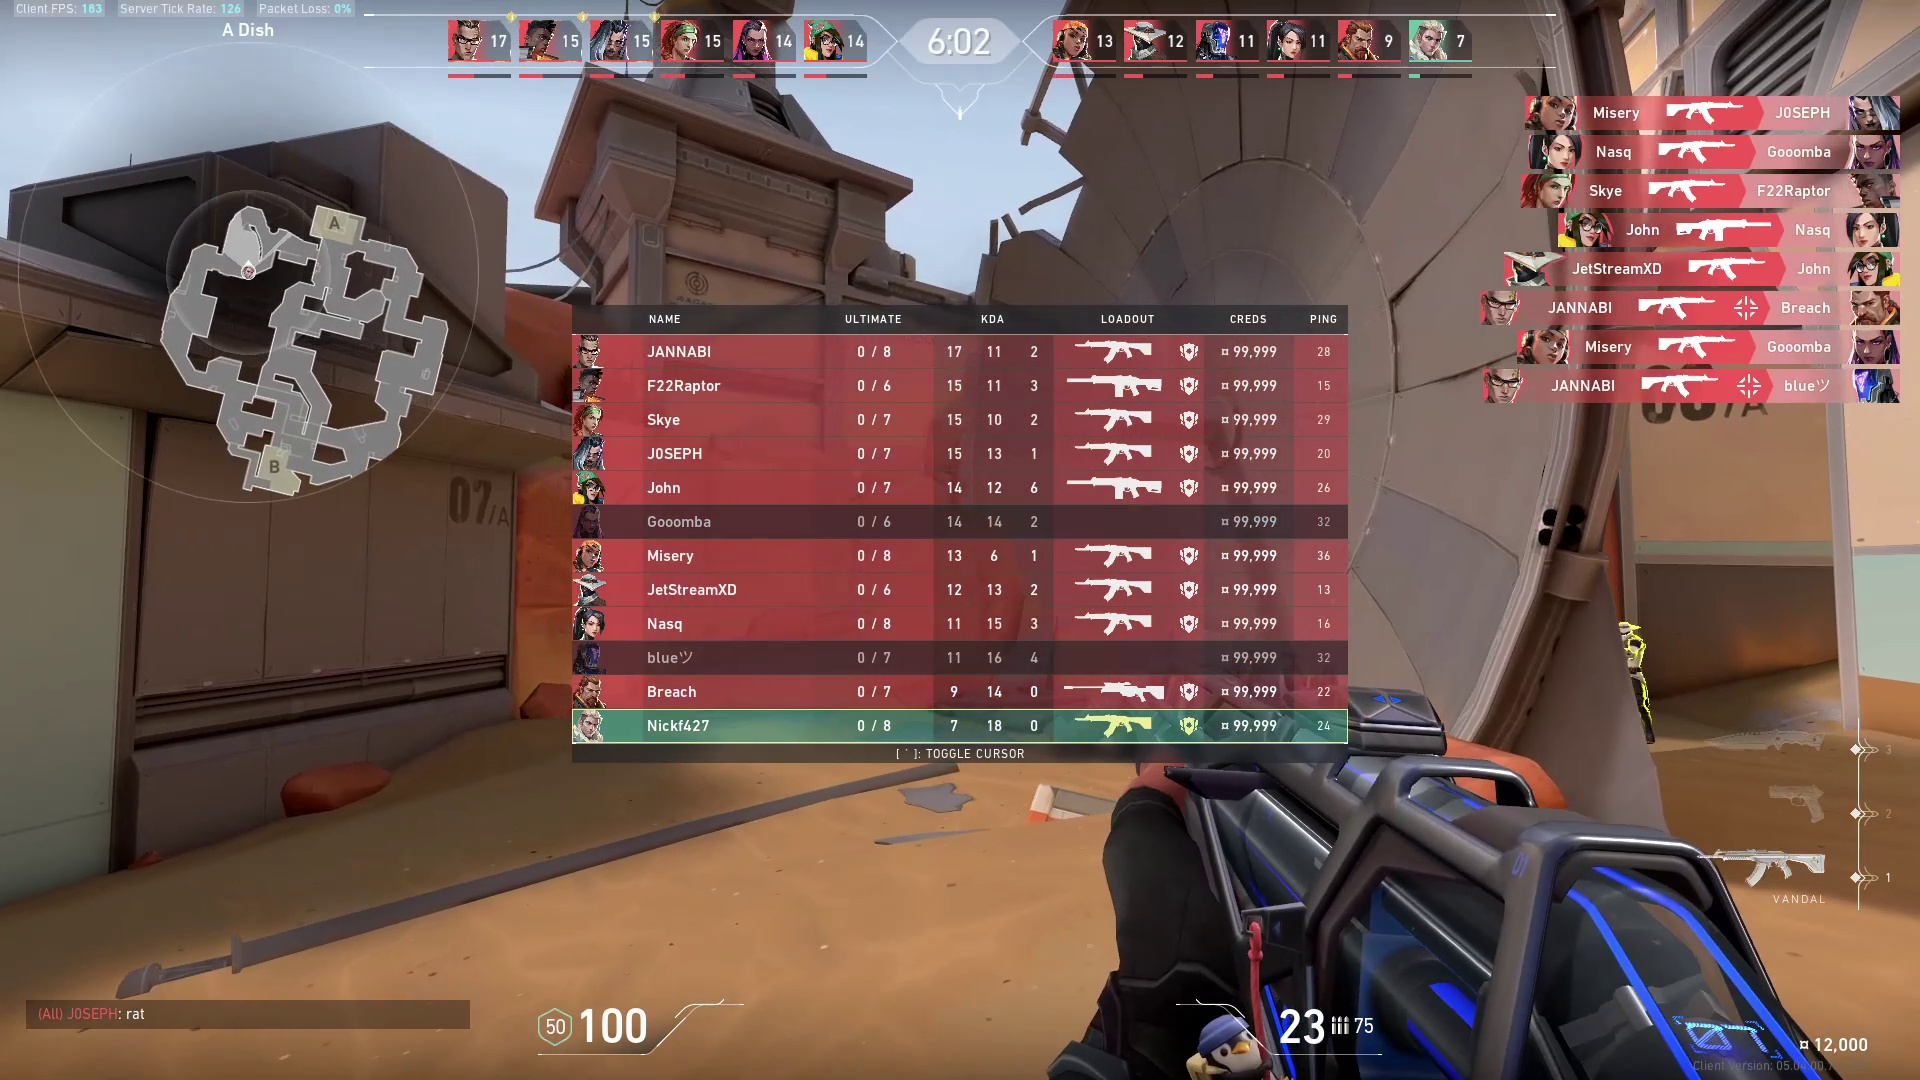 Client FPS: 183 Server Tick Rate: 126 Packet Loss: 0%
A Dish
17 15 15 15 14 14 6:02 13 12 11 11 9 7
Misery J0SEPH
Nasq Gooomba
Skye F22Raptor
John Nasq
JetStreamXD John
JANNABI Breach
Misery Gooomba
JANNABI blueツ
A
B
07/A
NAME ULTIMATE KDA LOADOUT CREDS PING
JANNABI 0 / 8 17 11 2 ¤ 99,999 28
F22Raptor 0 / 6 15 11 3 ¤ 99,999 15
Skye 0 / 7 15 10 2 ¤ 99,999 29
J0SEPH 0 / 7 15 13 1 ¤ 99,999 20
John 0 / 7 14 12 6 ¤ 99,999 26
Gooomba 0 / 6 14 14 2 ¤ 99,999 32
Misery 0 / 8 13 6 1 ¤ 99,999 36
JetStreamXD 0 / 6 12 13 2 ¤ 99,999 13
Nasq 0 / 8 11 15 3 ¤ 99,999 16
blueツ 0 / 7 11 16 4 ¤ 99,999 32
Breach 0 / 7 9 14 0 ¤ 99,999 22
Nickf427 0 / 8 7 18 0 ¤ 99,999 24
[ ` ]: TOGGLE CURSOR
3
2
1
VANDAL
(All) J0SEPH: rat
50 100
23 75
¤ 12,000
Client Version: 05.04.00.